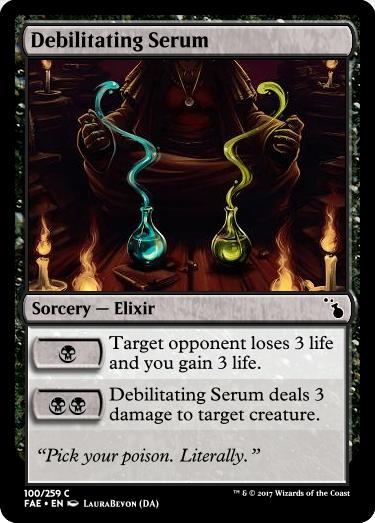 Debilitating Serum
Sorcery — Elixir
Target opponent loses 3 life
and you gain 3 life.
Debilitating Serum deals 3
damage to target creature.
“Pick your poison. Literally.”
100/259 C
FAE • EN LauraBevon (DA)
™ & © 2017 Wizards of the Coast